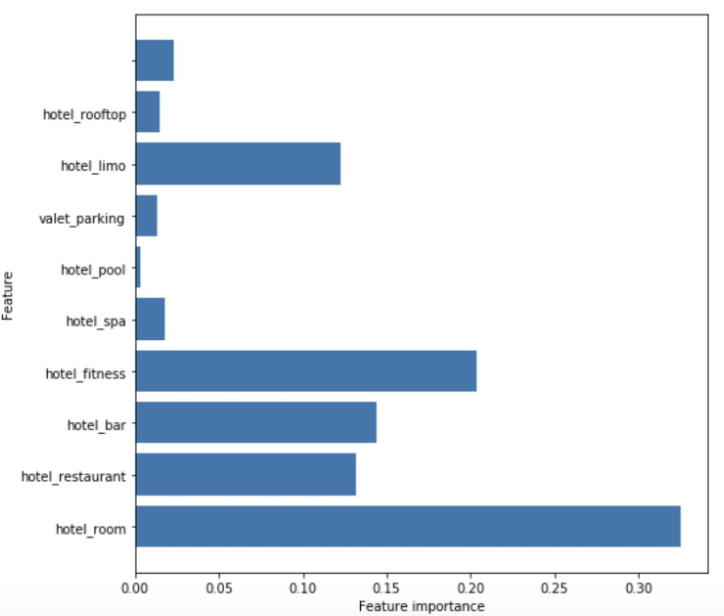 hotel_rooftop
hotel_limo
valet_parking
hotel_pool
hotel_spa
hotel_fitness
hotel_bar
hotel_restaurant
hotel_room
Feature
0.00 0.05 0.10 0.15 0.20 0.25 0.30
Feature importance